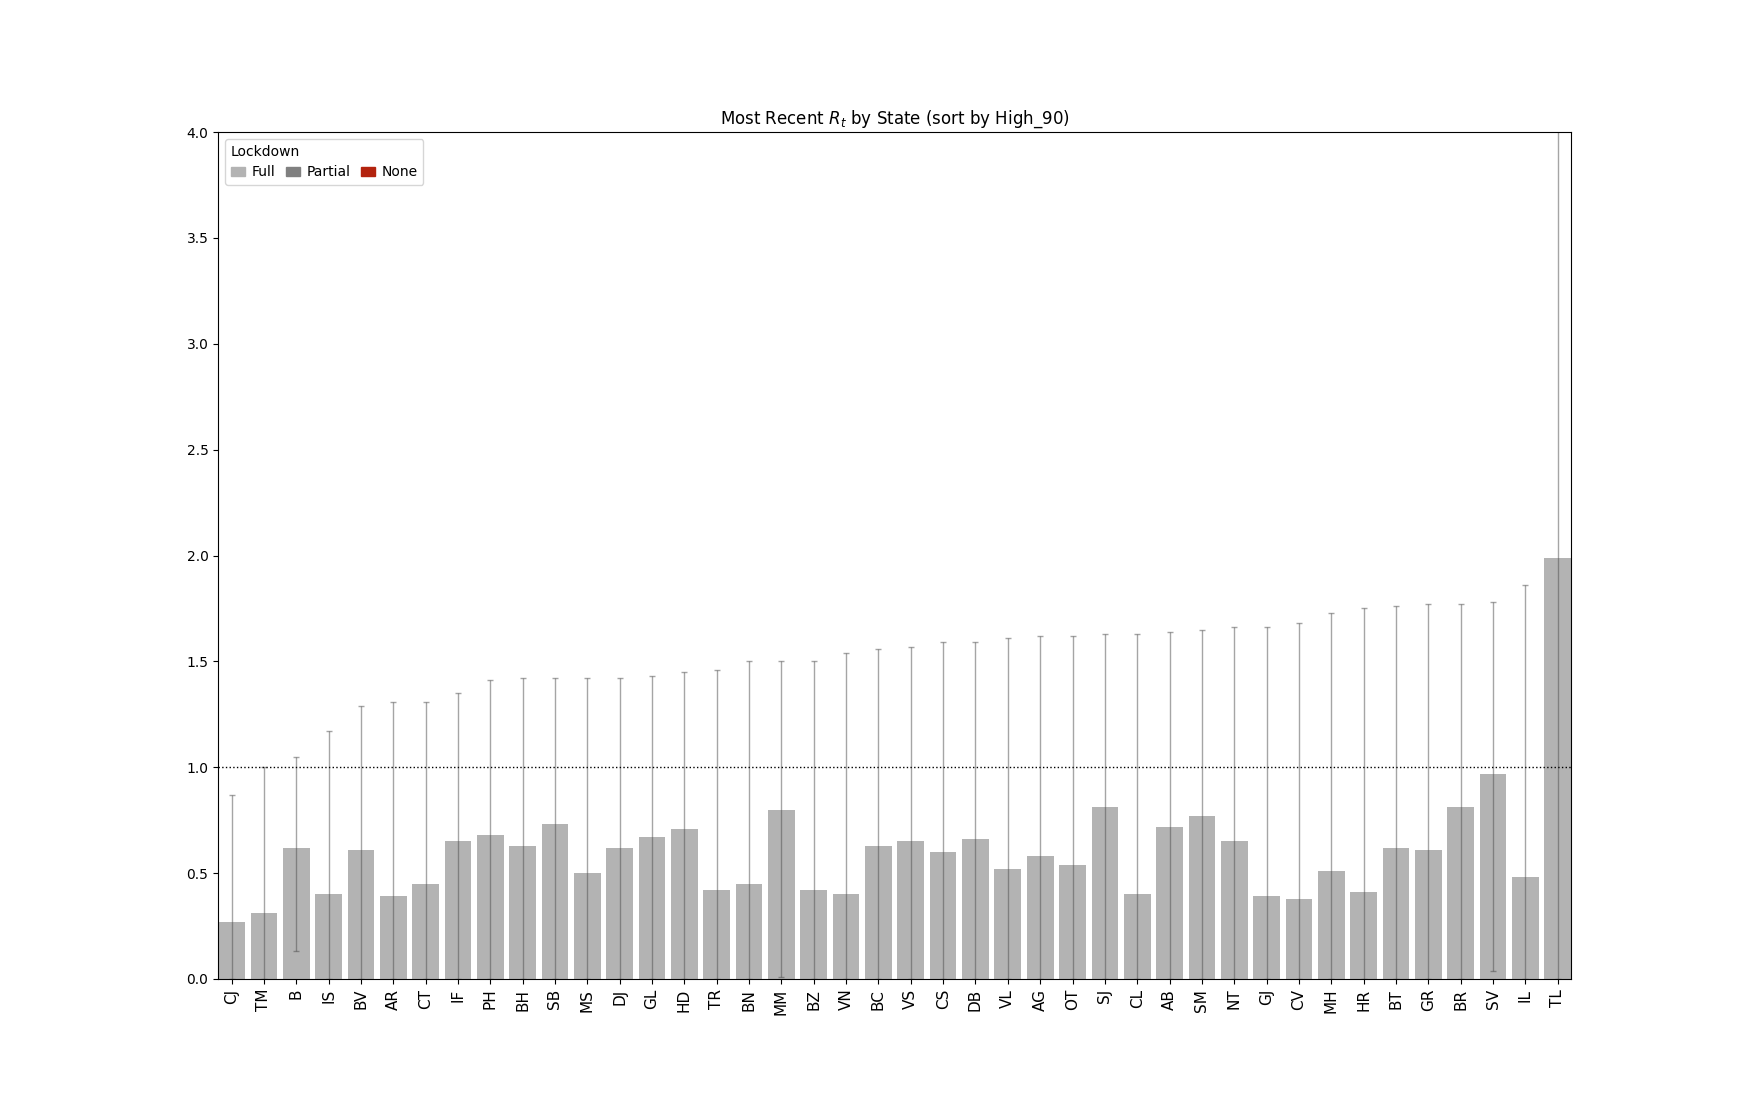 Most Recent R_t by State (sort by High_90)
Lockdown
Full Partial None
4.0
3.5
3.0
2.5
2.0
1.5
1.0
0.5
0.0
CJ TM B IS BV AR CT IF PH BH SB MS DJ GL HD TR BN MM BZ VN BC VS CS DB VL AG OT SJ CL AB SM NT GJ CV MH HR BT GR BR SV IL TL